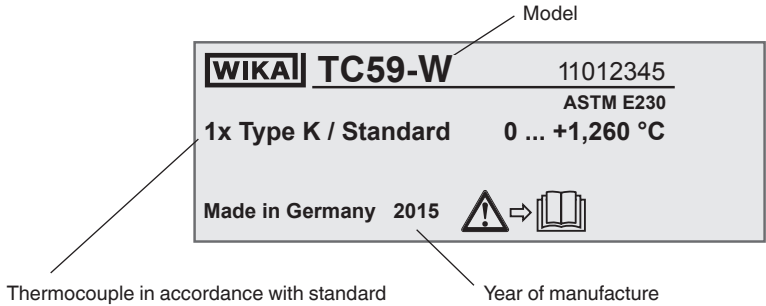 Model
WIKA TC59-W 11012345
ASTM E230
1x Type K / Standard 0 ... +1,260 °C
Made in Germany 2015
Thermocouple in accordance with standard Year of manufacture